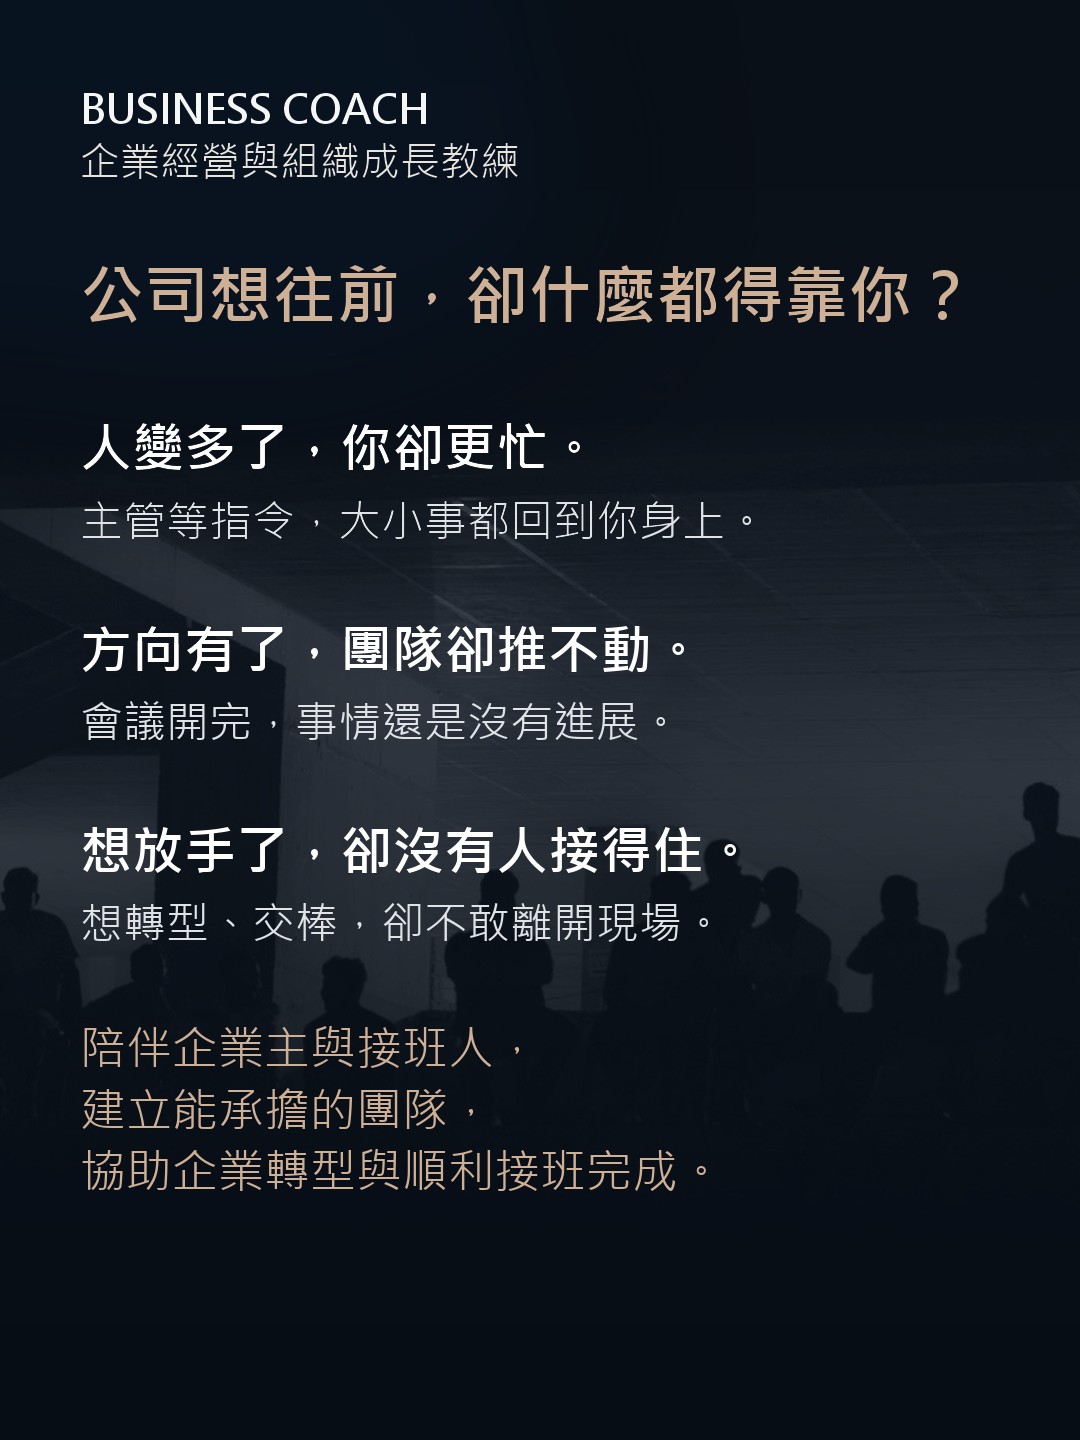 BUSINESS COACH
企業經營與組織成長教練
公司想往前，卻什麼都得靠你？
人變多了，你卻更忙。
主管等指令，大小事都回到你身上。
方向有了，團隊卻推不動。
會議開完，事情還是沒有進展。
想放手了，卻沒有人接得住。
想轉型、交棒，卻不敢離開現場。
陪伴企業主與接班人，
建立能承擔的團隊，
協助企業轉型與順利接班完成。